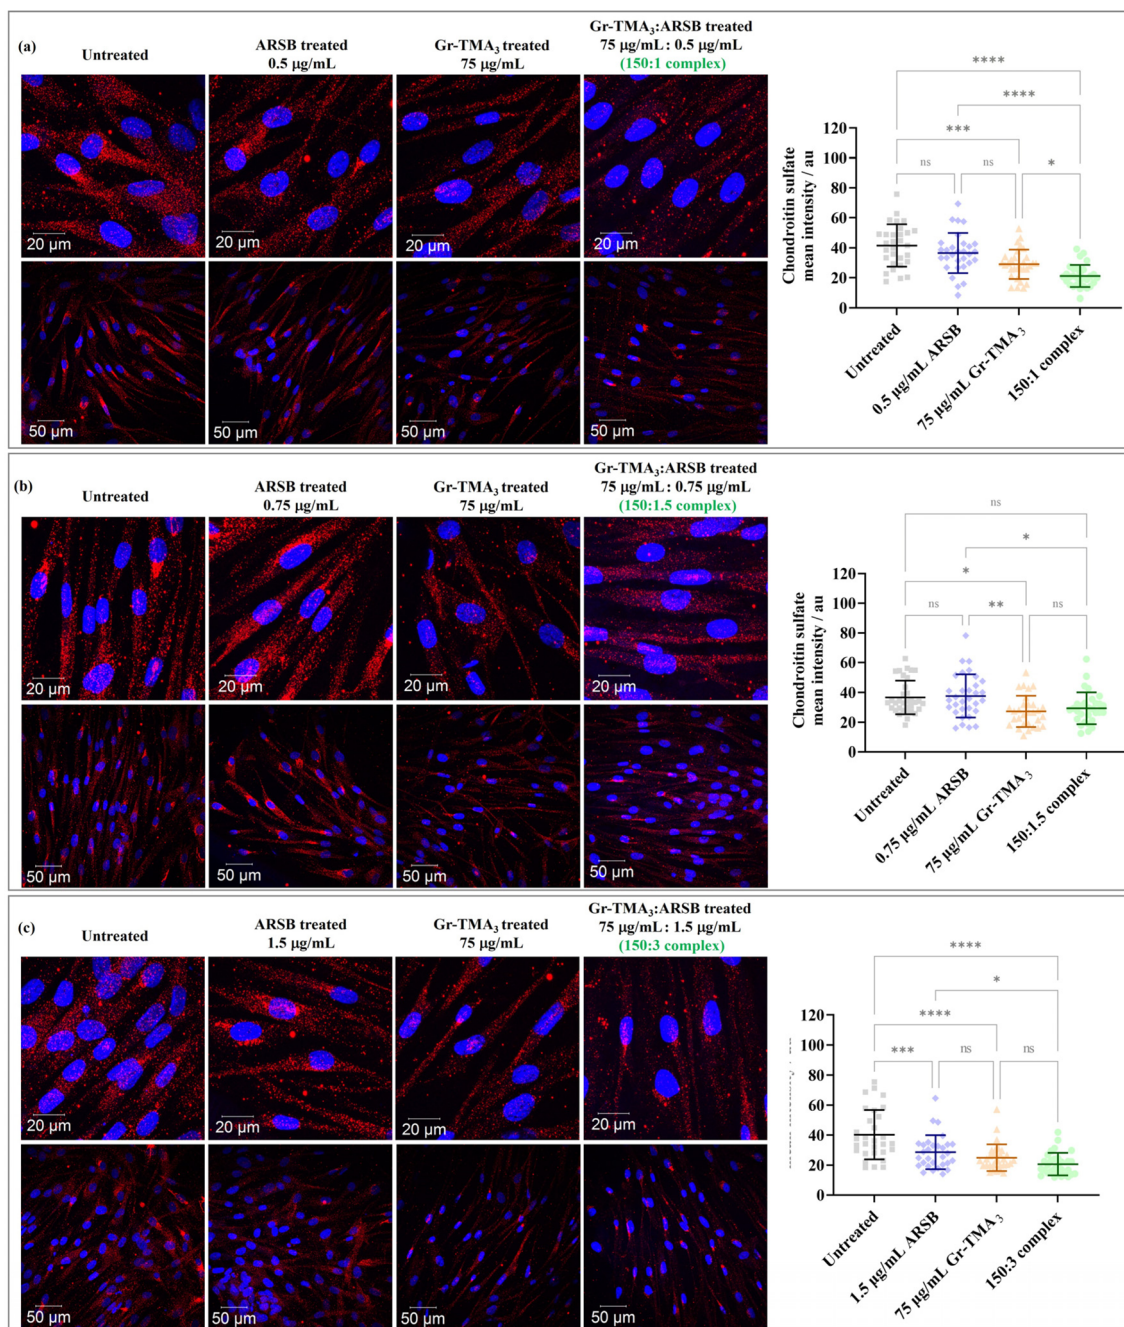 (a)
Untreated
ARSB treated
0.5 μg/mL
Gr-TMA₃ treated
75 μg/mL
Gr-TMA₃:ARSB treated
75 μg/mL : 0.5 μg/mL
(150:1 complex)
20 μm
20 μm
20 μm
20 μm
50 μm
50 μm
50 μm
50 μm
****
****
***
ns
ns
*
Chondroitin sulfate
mean intensity / au
120
100
80
60
40
20
0
Untreated
0.5 μg/mL ARSB
75 μg/mL Gr-TMA₃
150:1 complex
(b)
Untreated
ARSB treated
0.75 μg/mL
Gr-TMA₃ treated
75 μg/mL
Gr-TMA₃:ARSB treated
75 μg/mL : 0.75 μg/mL
(150:1.5 complex)
20 μm
20 μm
20 μm
20 μm
50 μm
50 μm
50 μm
50 μm
ns
*
*
ns
**
ns
Chondroitin sulfate
mean intensity / au
120
100
80
60
40
20
0
Untreated
0.75 μg/mL ARSB
75 μg/mL Gr-TMA₃
150:1.5 complex
(c)
Untreated
ARSB treated
1.5 μg/mL
Gr-TMA₃ treated
75 μg/mL
Gr-TMA₃:ARSB treated
75 μg/mL : 1.5 μg/mL
(150:3 complex)
20 μm
20 μm
20 μm
20 μm
50 μm
50 μm
50 μm
50 μm
****
*
****
***
ns
ns
120
100
80
60
40
20
0
Untreated
1.5 μg/mL ARSB
75 μg/mL Gr-TMA₃
150:3 complex